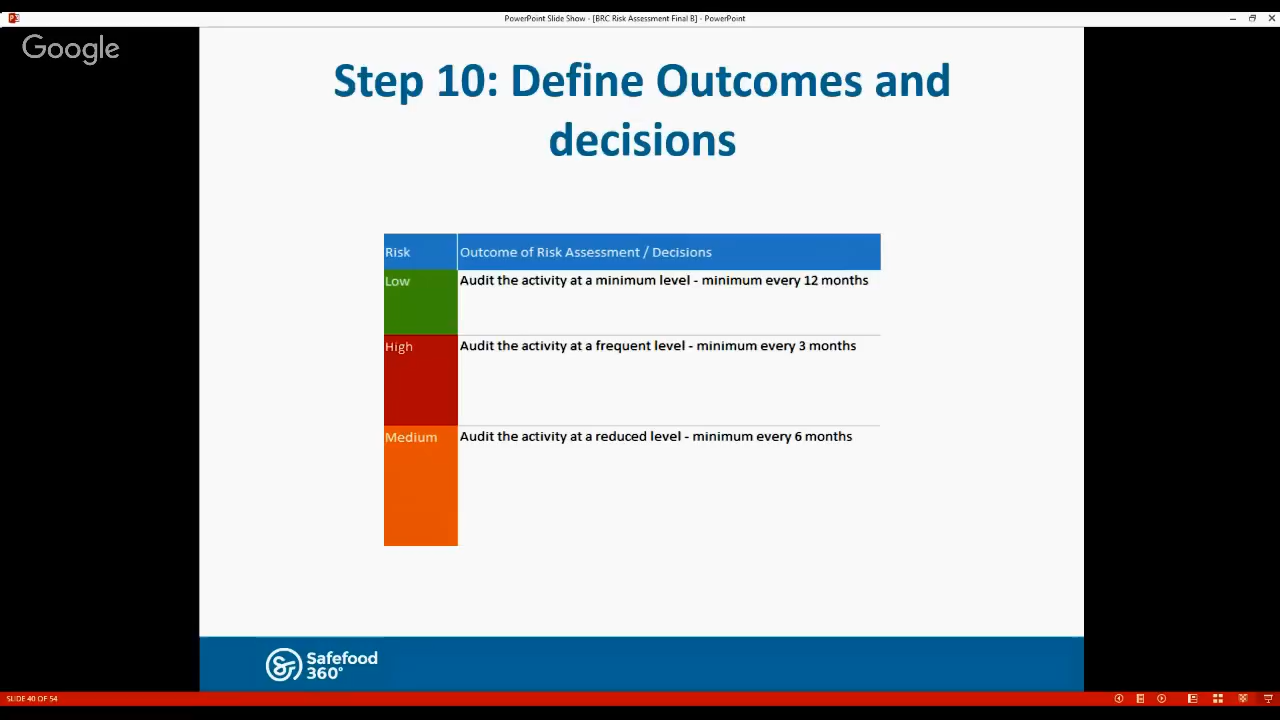 PowerPoint Slide Show - [BRC Risk Assessment Final B] - PowerPoint
Google
Step 10: Define Outcomes and
decisions
Risk Outcome of Risk Assessment / Decisions
Low Audit the activity at a minimum level - minimum every 12 months
High Audit the activity at a frequent level - minimum every 3 months
Medium Audit the activity at a reduced level - minimum every 6 months
Safefood
360°
SLIDE 40 OF 54